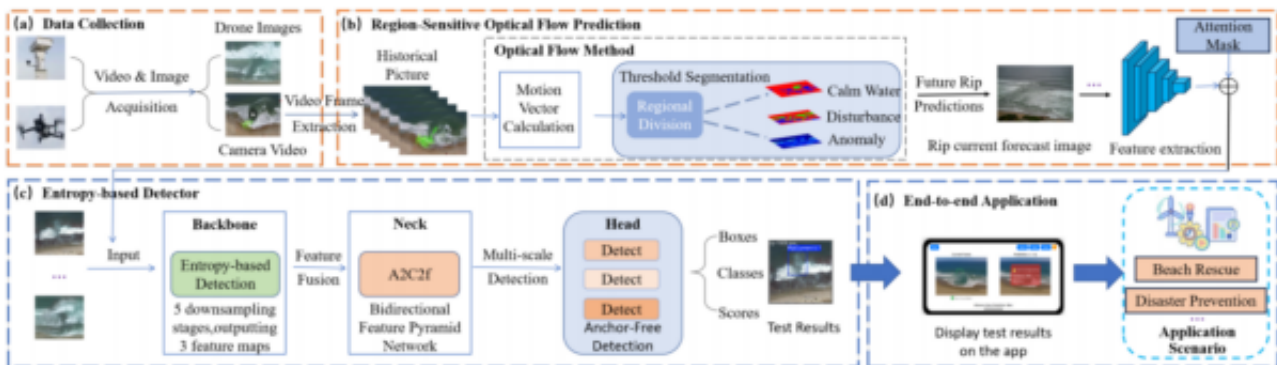 (a) Data Collection
Drone Images
Video & Image
Acquisition
Camera Video
Video Frame
Extraction
(b) Region-Sensitive Optical Flow Prediction
Historical
Picture
Optical Flow Method
Motion
Vector
Calculation
Threshold Segmentation
Regional
Division
Calm Water
Disturbance
Anomaly
Future Rip
Predictions
Rip current forecast image
...
Feature extraction
Attention
Mask
(c) Entropy-based Detector
...
Input
Backbone
Entropy-based
Detection
5 downsampling
stages,outputting
3 feature maps
Feature
Fusion
Neck
A2C2f
Bidirectional
Feature Pyramid
Network
Multi-scale
Detection
Head
Detect
Detect
Detect
Anchor-Free
Detection
Boxes
Classes
Scores
Test Results
(d) End-to-end Application
Display test results
on the app
Beach Rescue
Disaster Prevention
...
Application
Scenario